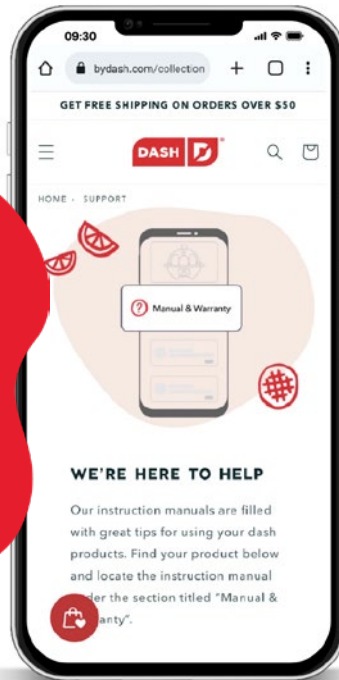 09:30
bydash.com/collection
GET FREE SHIPPING ON ORDERS OVER $50
DASH D
HOME • SUPPORT
? Manual & Warranty
WE'RE HERE TO HELP
Our instruction manuals are filled
with great tips for using your dash
products. Find your product below
and locate the instruction manual
the section titled "Manual &